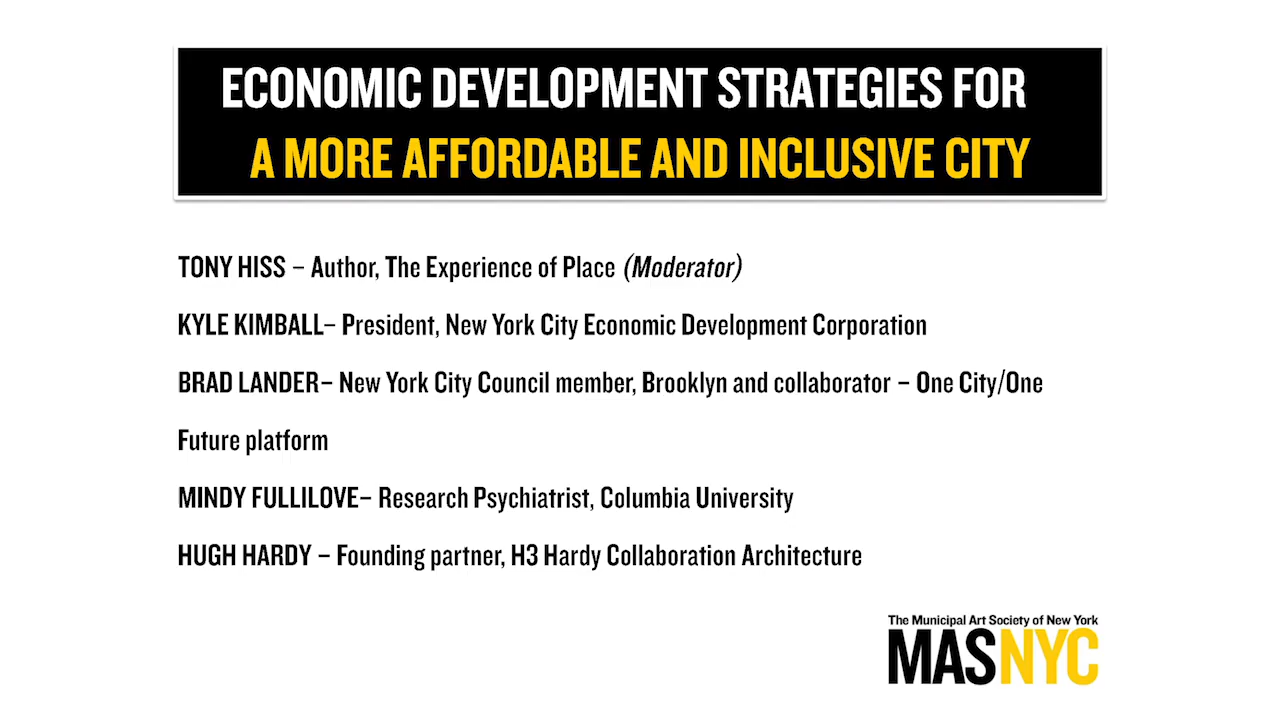 ECONOMIC DEVELOPMENT STRATEGIES FOR
A MORE AFFORDABLE AND INCLUSIVE CITY
TONY HISS – Author, The Experience of Place (Moderator)
KYLE KIMBALL– President, New York City Economic Development Corporation
BRAD LANDER– New York City Council member, Brooklyn and collaborator – One City/One
Future platform
MINDY FULLILOVE– Research Psychiatrist, Columbia University
HUGH HARDY – Founding partner, H3 Hardy Collaboration Architecture
The Municipal Art Society of New York
MASNYC